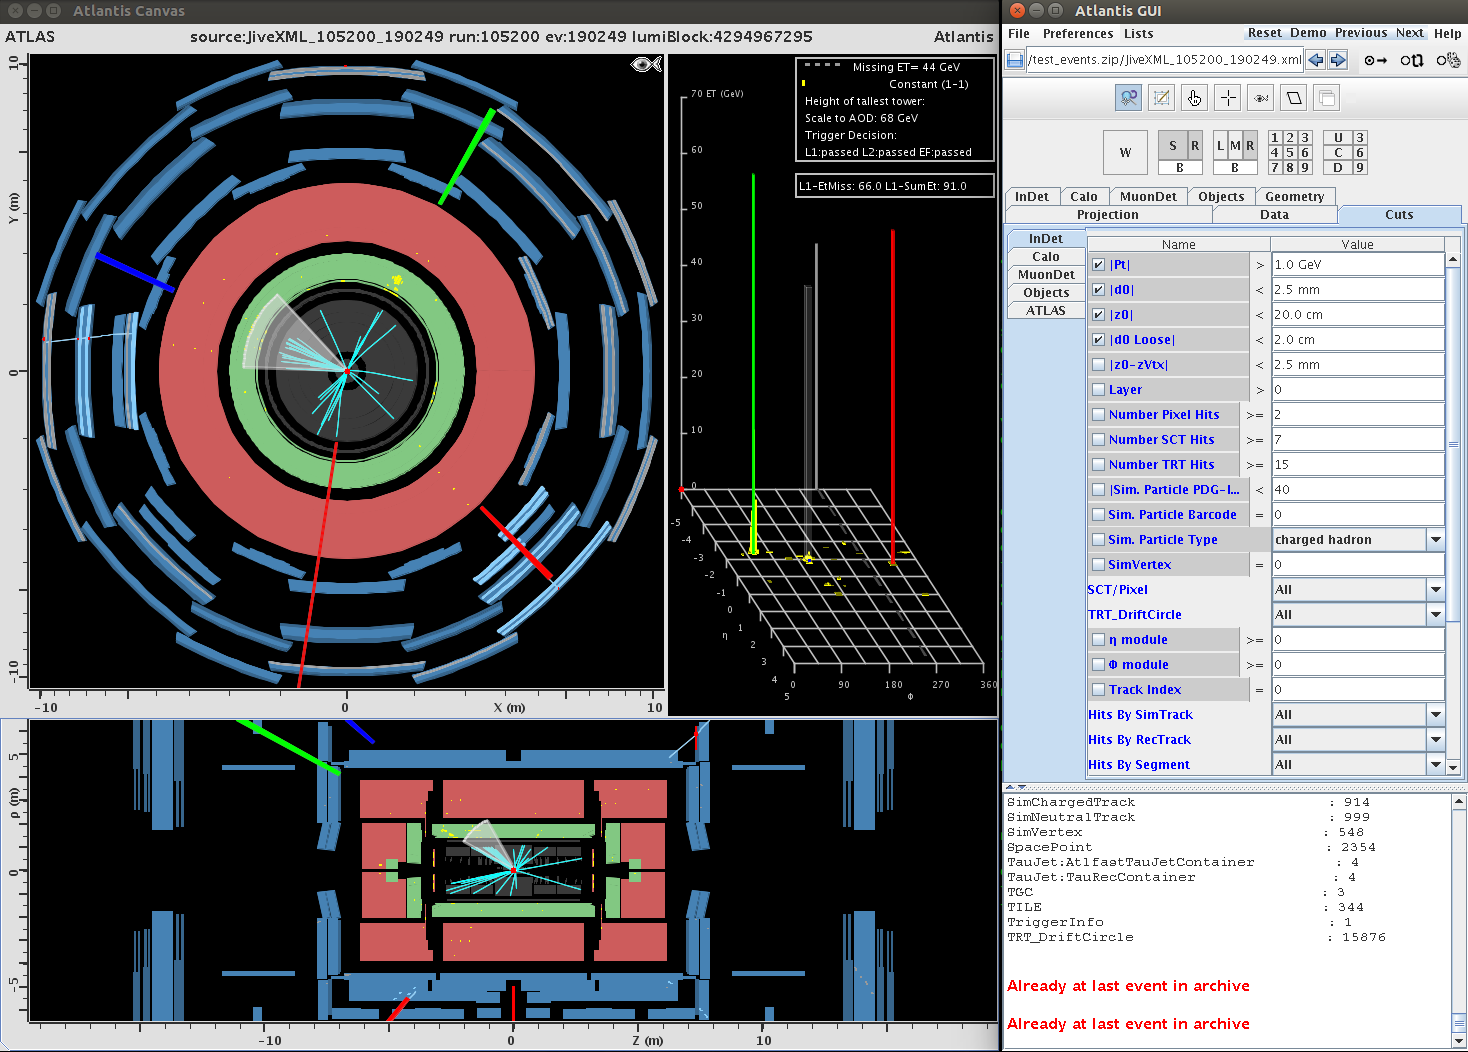 Atlantis Canvas
ATLAS source:JiveXML_105200_190249 run:105200 ev:190249 lumiBlock:4294967295 Atlantis
10
Y (m)
0
-10
-10 0 X (m) 10
Missing ET= 44 GeV
Constant (1-1)
Height of tallest tower:
Scale to AOD: 68 GeV
Trigger Decision:
L1:passed L2:passed EF:passed
L1-EtMiss: 66.0 L1-SumEt: 91.0
70 ET (GeV)
60
50
40
30
20
10
0
-5
-4
-3
-2
-1
0
1
η
2
3
4
5
0 90 180 270 360
Φ
5
ρ (m)
0
-5
-10 0 Z (m) 10
Atlantis GUI
File Preferences Lists Reset Demo Previous Next Help
/test_events.zip/JiveXML_105200_190249.xml
W S R B L M R B 1 2 3 4 5 6 7 8 9 U 3 C 6 D 9
InDet Calo MuonDet Objects Geometry
Projection Data Cuts
InDet
Calo
MuonDet
Objects
ATLAS
Name Value
|Pt| > 1.0 GeV
|d0| < 2.5 mm
|z0| < 20.0 cm
|d0 Loose| < 2.0 cm
|z0-zVtx| < 2.5 mm
Layer > 0
Number Pixel Hits >= 2
Number SCT Hits >= 7
Number TRT Hits >= 15
|Sim. Particle PDG-I... < 40
Sim. Particle Barcode = 0
Sim. Particle Type charged hadron
SimVertex = 0
SCT/Pixel All
TRT_DriftCircle All
η module >= 0
Φ module >= 0
Track Index = 0
Hits By SimTrack All
Hits By RecTrack All
Hits By Segment All
SimChargedTrack : 914
SimNeutralTrack : 999
SimVertex : 548
SpacePoint : 2354
TauJet:AtlfastTauJetContainer : 4
TauJet:TauRecContainer : 4
TGC : 3
TILE : 344
TriggerInfo : 1
TRT_DriftCircle : 15876
Already at last event in archive
Already at last event in archive